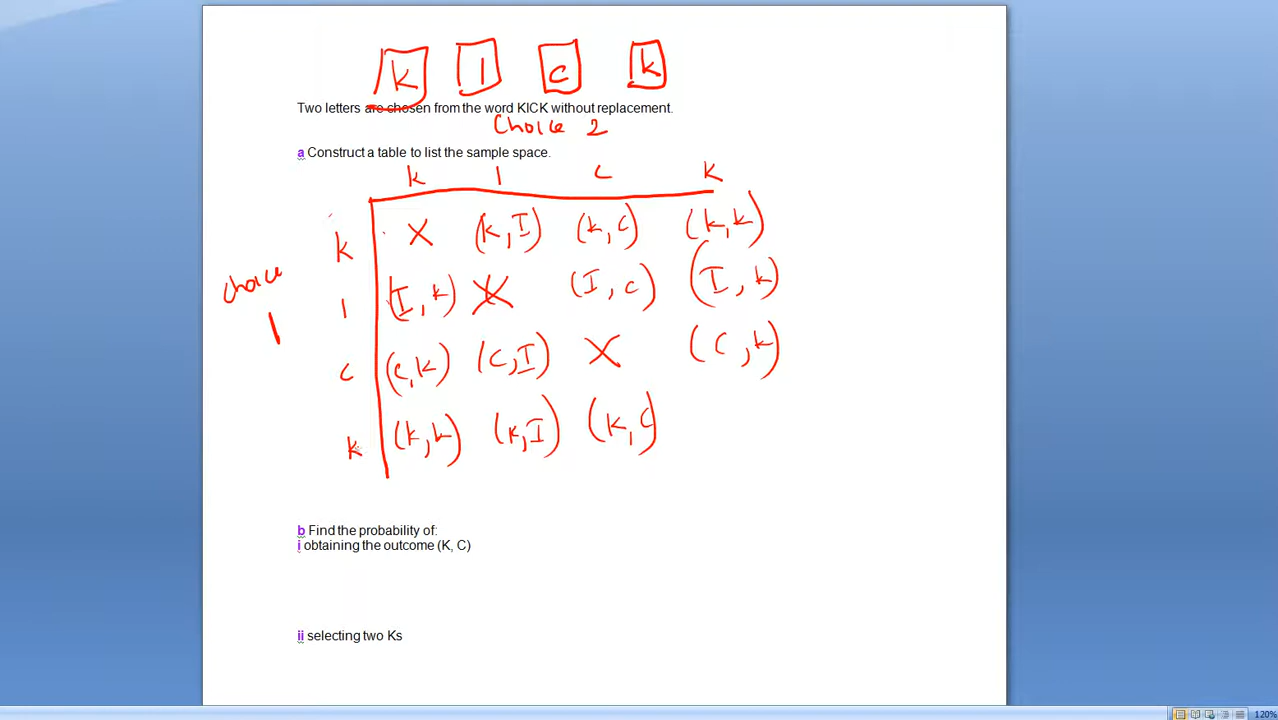 K I C K
Two letters are chosen from the word KICK without replacement.
Choice 2
a Construct a table to list the sample space.
K I C K
K X (K, I) (K, C) (K, K)
Choice 1
I (I, K) X (I, C) (I, K)
C (C, K) (C, I) X (C, K)
K (K, K) (K, I) (K, C)
b Find the probability of:
i obtaining the outcome (K, C)
ii selecting two Ks
120%